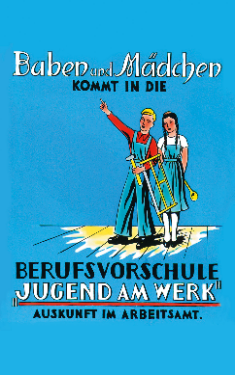 Buben und Mädchen
KOMMT IN DIE
BERUFSVORSCHULE
"JUGEND AM WERK"
AUSKUNFT IM ARBEITSAMT.